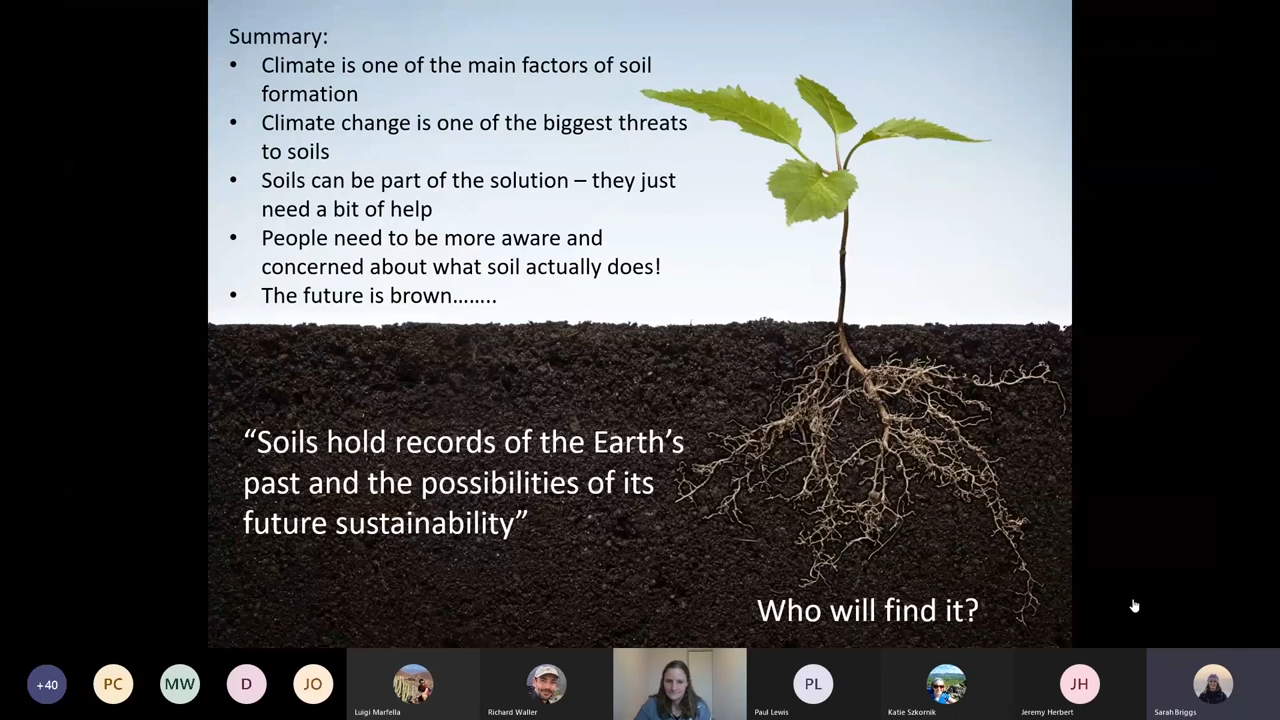 Summary:
• Climate is one of the main factors of soil
formation
• Climate change is one of the biggest threats
to soils
• Soils can be part of the solution – they just
need a bit of help
• People need to be more aware and
concerned about what soil actually does!
• The future is brown……..
“Soils hold records of the Earth’s
past and the possibilities of its
future sustainability”
Who will find it?
+40
PC
MW
D
JO
Luigi Marfella
Richard Waller
PL
Paul Lewis
Katie Szkornik
JH
Jeremy Herbert
Sarah Briggs